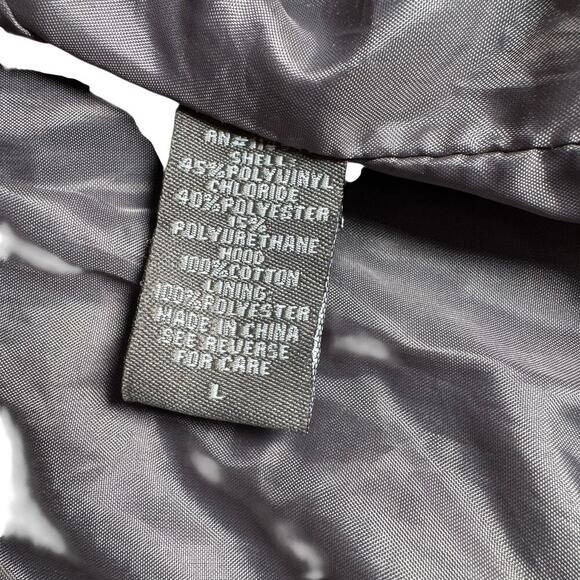 SHELL:
45%POLYVINYL
CHLORIDE
40%POLYESTER
15%
POLYURETHANE
HOOD
100%COTTON
LINING:
100%POLYESTER
MADE IN CHINA
SEE REVERSE
FOR CARE
L